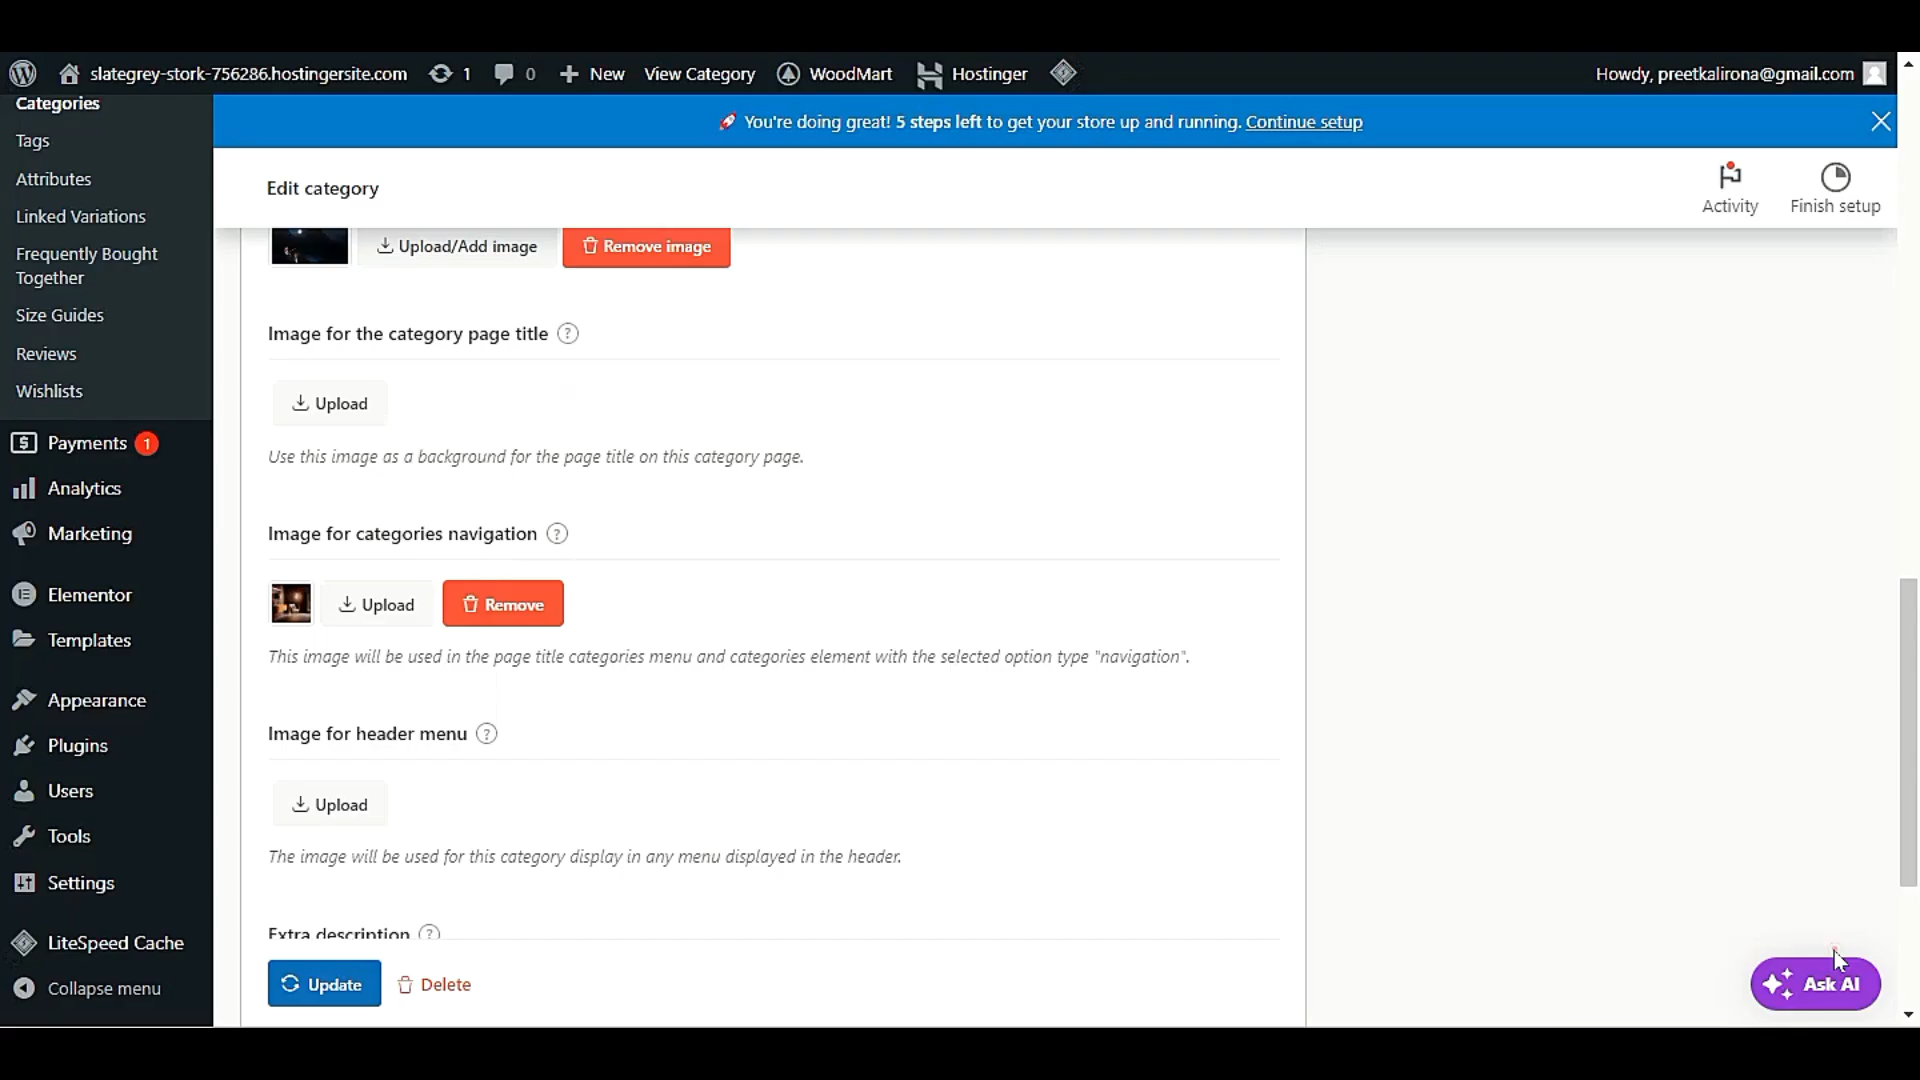 slategrey-stork-756286.hostingersite.com 1 0 New View Category WoodMart Hostinger Howdy, preetkalirona@gmail.com
Categories
Tags
Attributes
Linked Variations
Frequently Bought
Together
Size Guides
Reviews
Wishlists
Payments 1
Analytics
Marketing
Elementor
Templates
Appearance
Plugins
Users
Tools
Settings
LiteSpeed Cache
Collapse menu
🚀 You're doing great! 5 steps left to get your store up and running. Continue setup
Edit category
Activity
Finish setup
Upload/Add image Remove image
Image for the category page title ?
Upload
Use this image as a background for the page title on this category page.
Image for categories navigation ?
Upload Remove
This image will be used in the page title categories menu and categories element with the selected option type "navigation".
Image for header menu ?
Upload
The image will be used for this category display in any menu displayed in the header.
Extra description ?
Update Delete
Ask AI